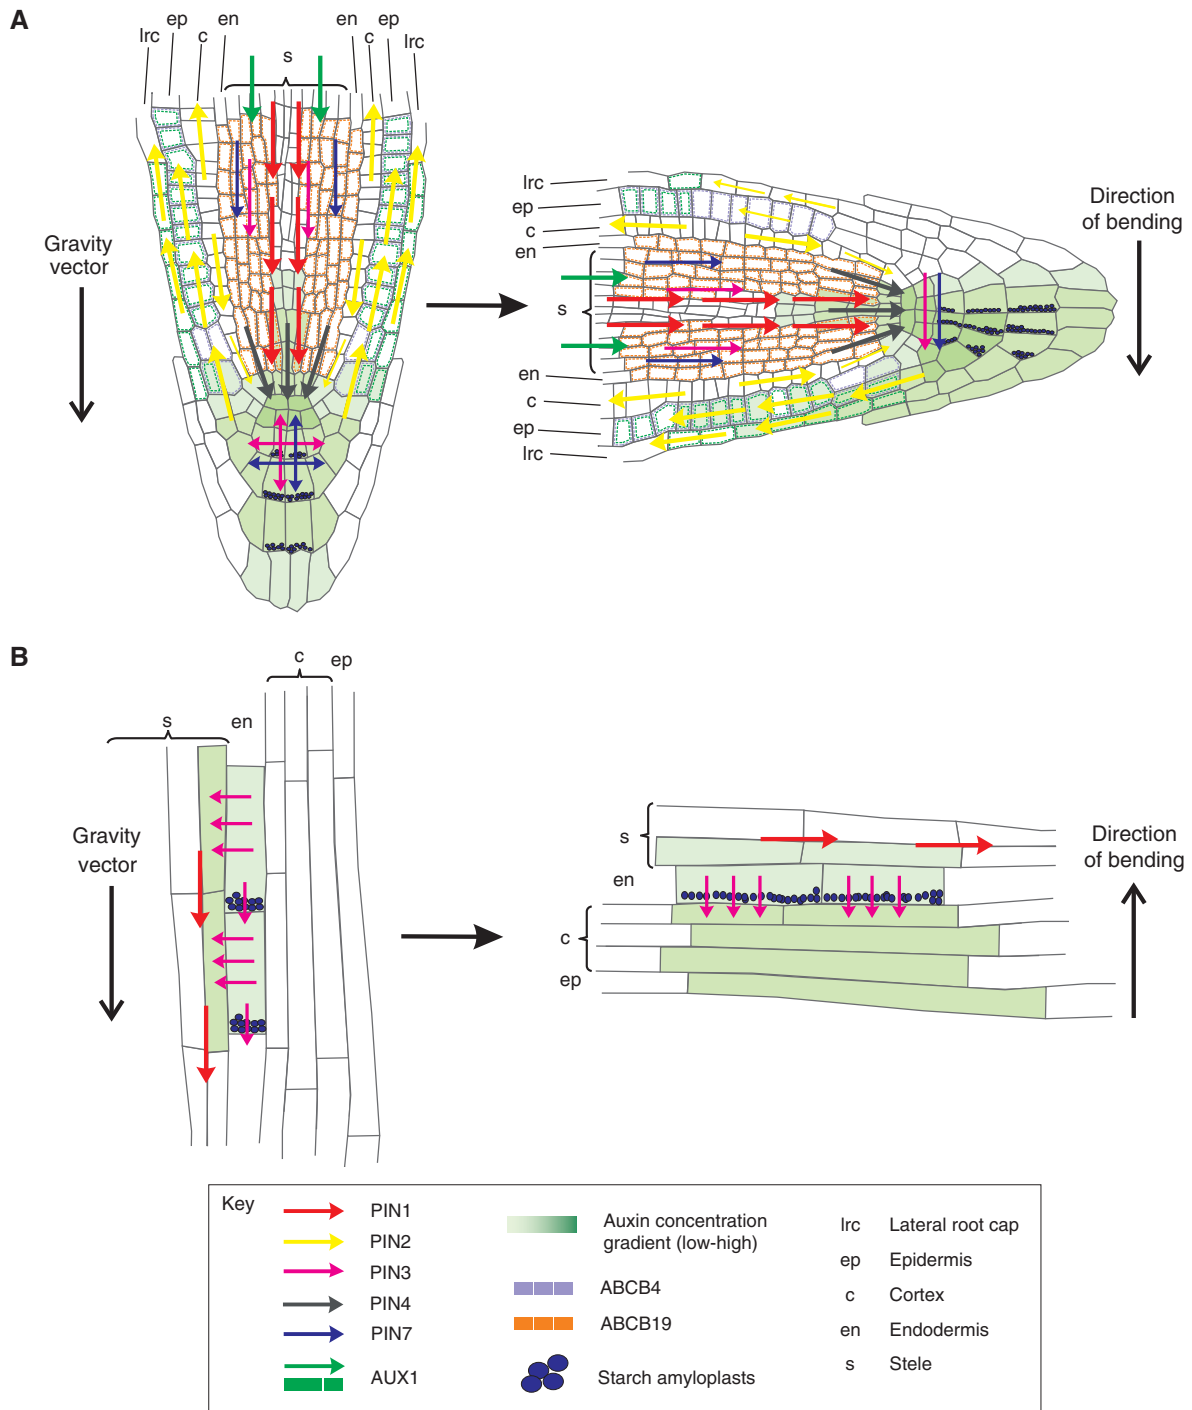 A
lrc ep c en s en c ep lrc
Gravity
vector
lrc
ep
c
en
s
en
c
ep
lrc
Direction
of bending
B
s en c ep
Gravity
vector
s
en
c
ep
Direction
of bending
Key
PIN1
PIN2
PIN3
PIN4
PIN7
AUX1
Auxin concentration
gradient (low-high)
ABCB4
ABCB19
Starch amyloplasts
lrc Lateral root cap
ep Epidermis
c Cortex
en Endodermis
s Stele